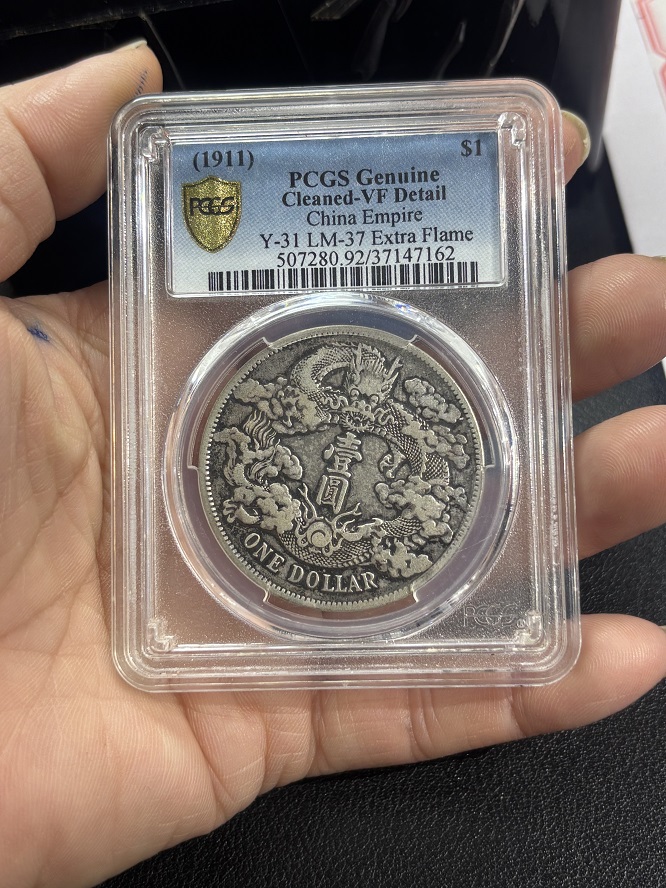 (1911) $1
PCGS Genuine
PCGS Cleaned-VF Detail
China Empire
Y-31 LM-37 Extra Flame
507280.92/37147162
壹
圓
ONE DOLLAR
PCGS